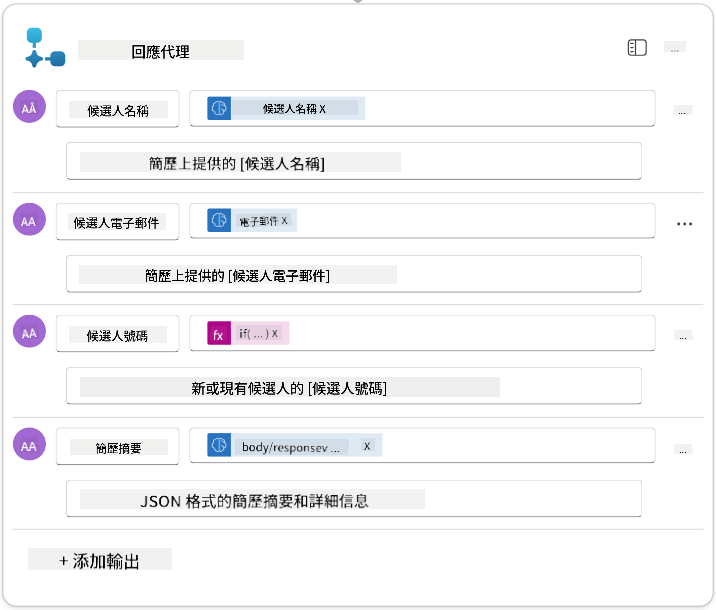 回應代理
...
AA
候選人名稱
候選人名稱 X
...
簡歷上提供的 [候選人名稱]
AA
候選人電子郵件
電子郵件 X
...
簡歷上提供的 [候選人電子郵件]
AA
候選人號碼
fx
if( ... ) X
...
新或現有候選人的 [候選人號碼]
AA
簡歷摘要
body/responsev ... X
...
JSON 格式的簡歷摘要和詳細信息
+ 添加輸出